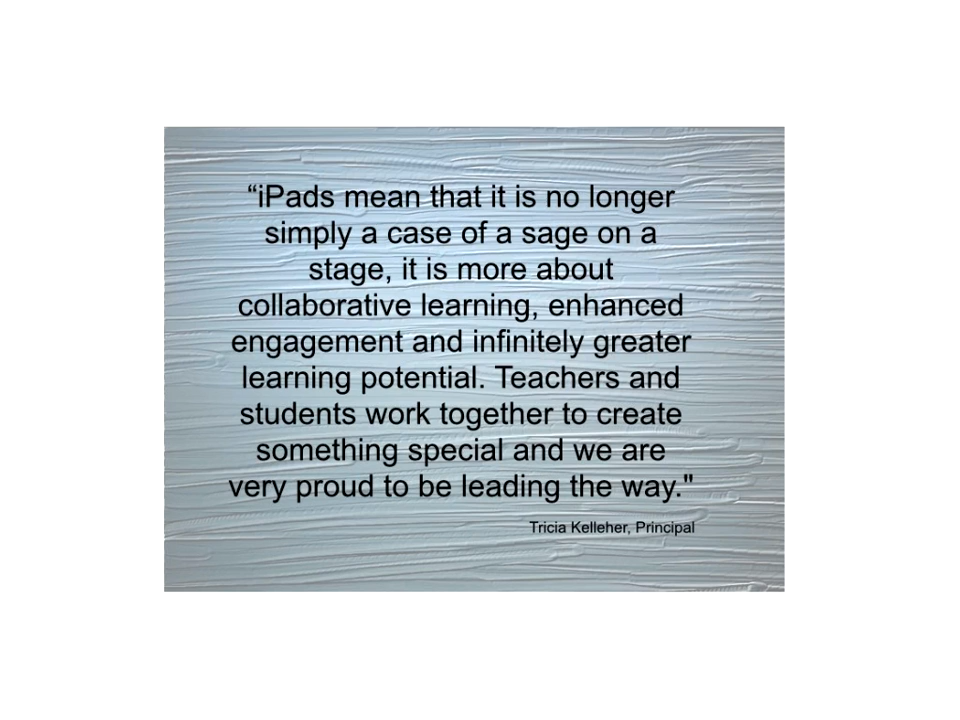 “iPads mean that it is no longer
simply a case of a sage on a
stage, it is more about
collaborative learning, enhanced
engagement and infinitely greater
learning potential. Teachers and
students work together to create
something special and we are
very proud to be leading the way."
Tricia Kelleher, Principal